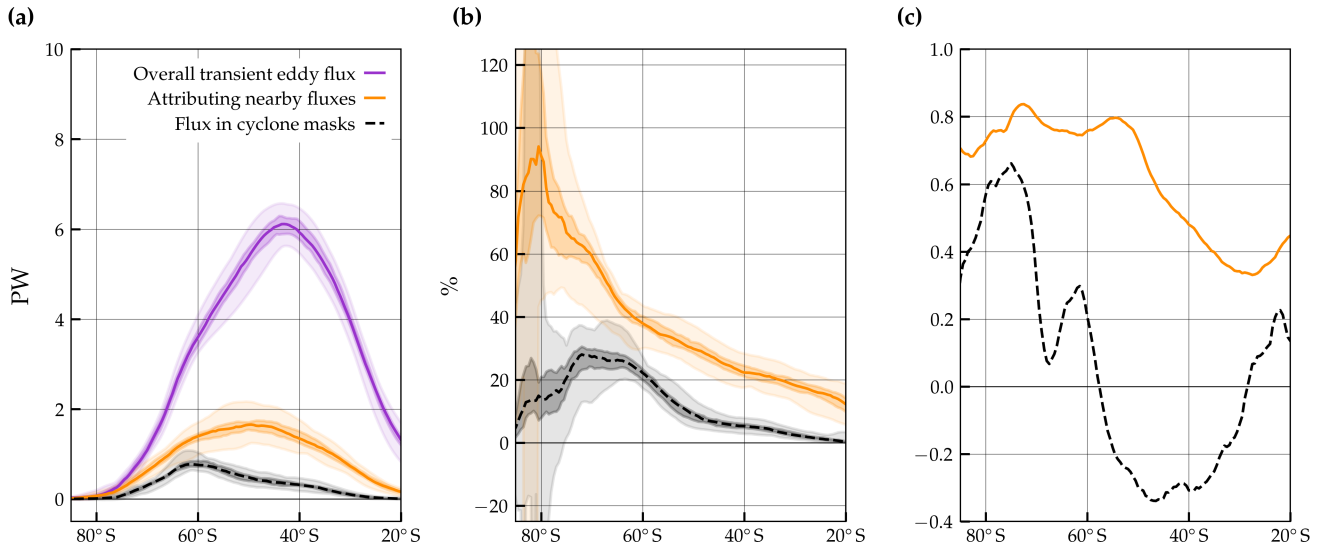 (a)
10
8
6
4
2
0
PW
80° S
60° S
40° S
20° S
Overall transient eddy flux
Attributing nearby fluxes
Flux in cyclone masks
(b)
120
100
80
60
40
20
0
−20
%
80° S
60° S
40° S
20° S
(c)
1.0
0.8
0.6
0.4
0.2
0.0
−0.2
−0.4
80° S
60° S
40° S
20° S